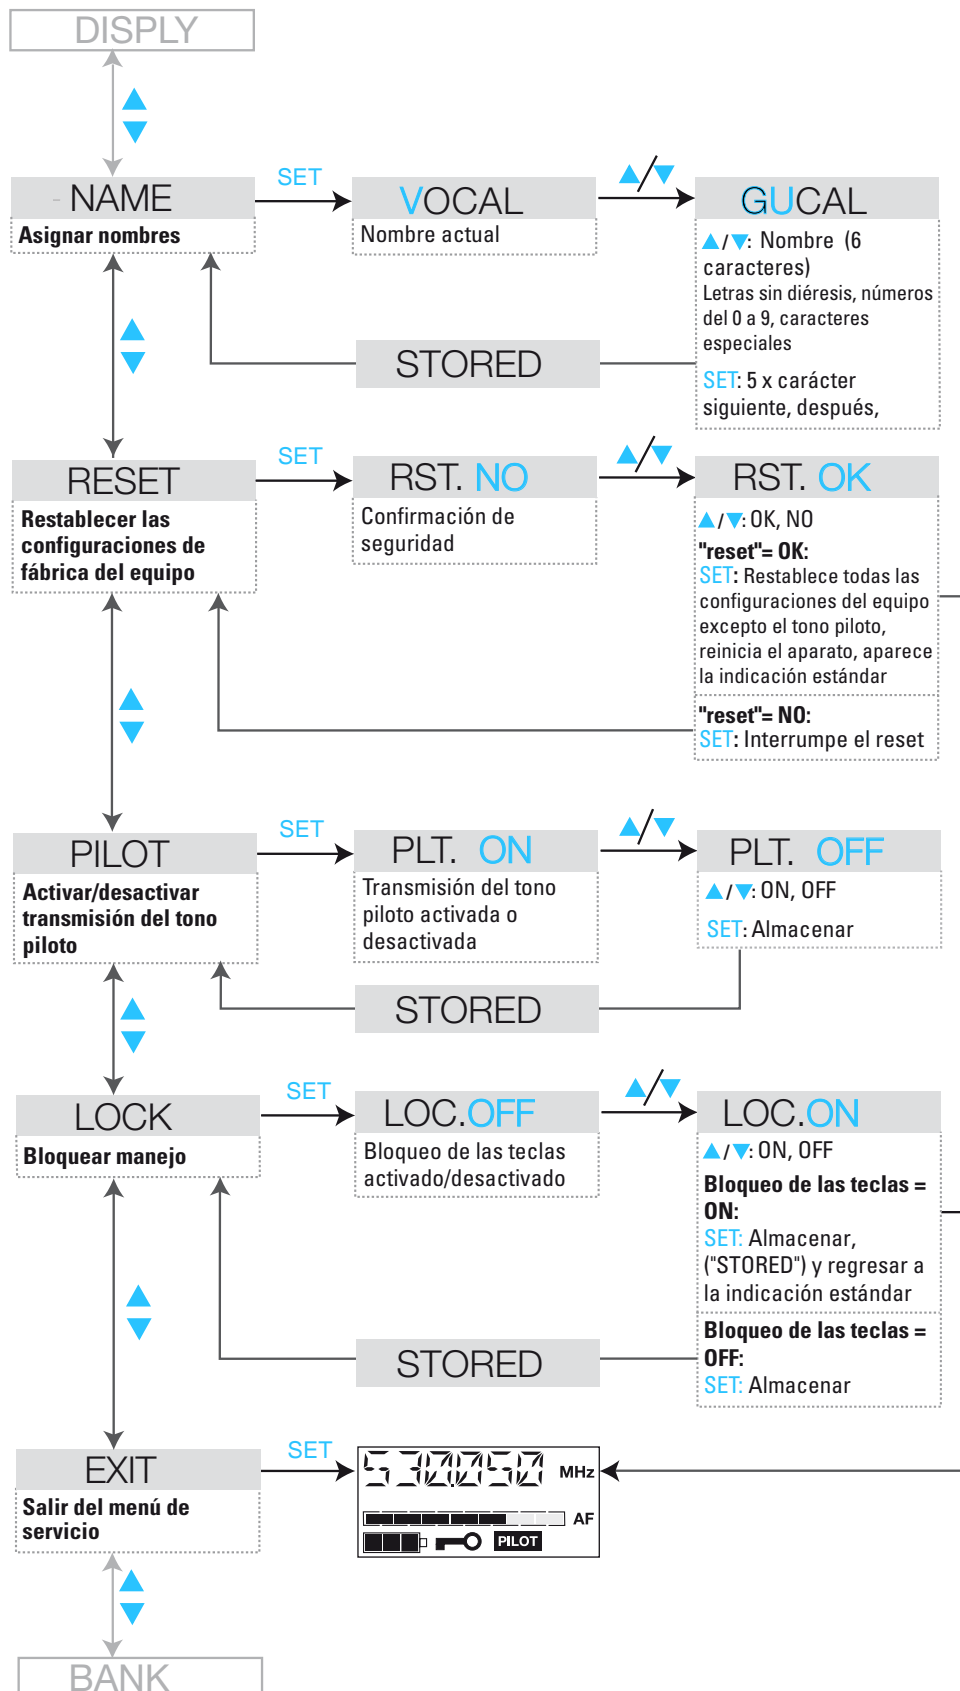 DISPLY
NAME
Asignar nombres
SET
VOCAL
Nombre actual
▲/▼
GUCAL
▲/▼: Nombre (6
caracteres)
Letras sin diéresis, números
del 0 a 9, caracteres
especiales
SET: 5 x carácter
siguiente, después,
STORED
RESET
Restablecer las
configuraciones de
fábrica del equipo
SET
RST. NO
Confirmación de
seguridad
▲/▼
RST. OK
▲/▼: OK, NO
"reset"= OK:
SET: Restablece todas las
configuraciones del equipo
excepto el tono piloto,
reinicia el aparato, aparece
la indicación estándar
"reset"= NO:
SET: Interrumpe el reset
PILOT
Activar/desactivar
transmisión del tono
piloto
SET
PLT. ON
Transmisión del tono
piloto activada o
desactivada
▲/▼
PLT. OFF
▲/▼: ON, OFF
SET: Almacenar
STORED
LOCK
Bloquear manejo
SET
LOC.OFF
Bloqueo de las teclas
activado/desactivado
▲/▼
LOC.ON
▲/▼: ON, OFF
Bloqueo de las teclas =
ON:
SET: Almacenar,
("STORED") y regresar a
la indicación estándar
Bloqueo de las teclas =
OFF:
SET: Almacenar
STORED
EXIT
Salir del menú de
servicio
SET
530.050 MHz
AF
PILOT
BANK